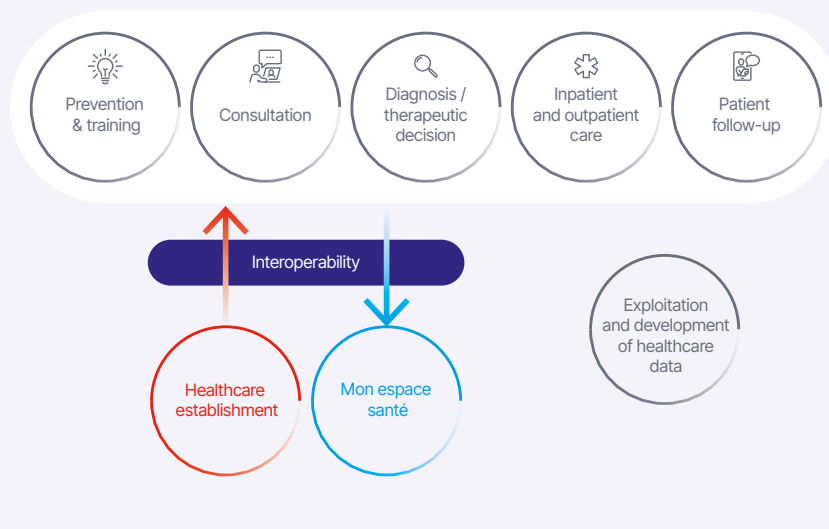 Prevention
& training
Consultation
Diagnosis /
therapeutic
decision
Inpatient
and outpatient
care
Patient
follow-up
Interoperability
Healthcare
establishment
Mon espace
santé
Exploitation
and development
of healthcare
data